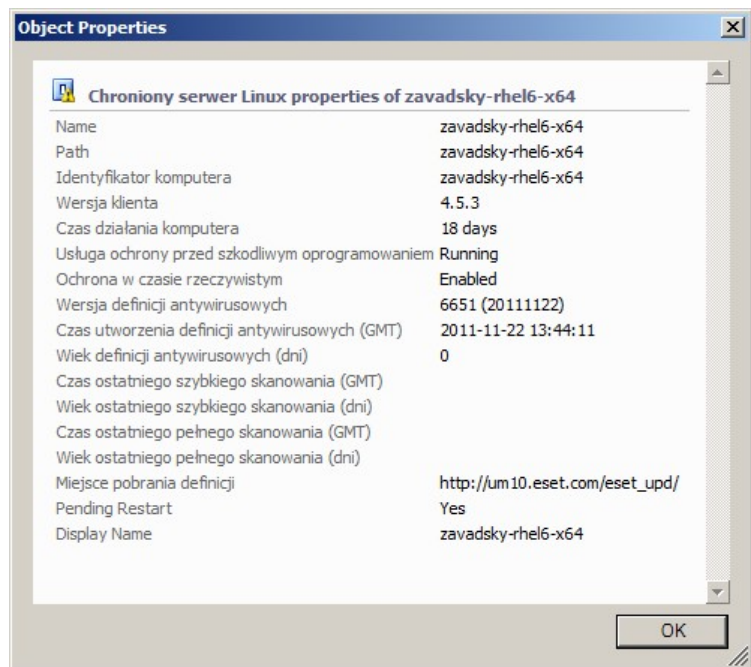 Object Properties
Chroniony serwer Linux properties of zavadsky-rhel6-x64
Name zavadsky-rhel6-x64
Path zavadsky-rhel6-x64
Identyfikator komputera zavadsky-rhel6-x64
Wersja klienta 4.5.3
Czas działania komputera 18 days
Usługa ochrony przed szkodliwym oprogramowaniem Running
Ochrona w czasie rzeczywistym Enabled
Wersja definicji antywirusowych 6651 (20111122)
Czas utworzenia definicji antywirusowych (GMT) 2011-11-22 13:44:11
Wiek definicji antywirusowych (dni) 0
Czas ostatniego szybkiego skanowania (GMT)
Wiek ostatniego szybkiego skanowania (dni)
Czas ostatniego pełnego skanowania (GMT)
Wiek ostatniego pełnego skanowania (dni)
Miejsce pobrania definicji http://um10.eset.com/eset_upd/
Pending Restart Yes
Display Name zavadsky-rhel6-x64
OK